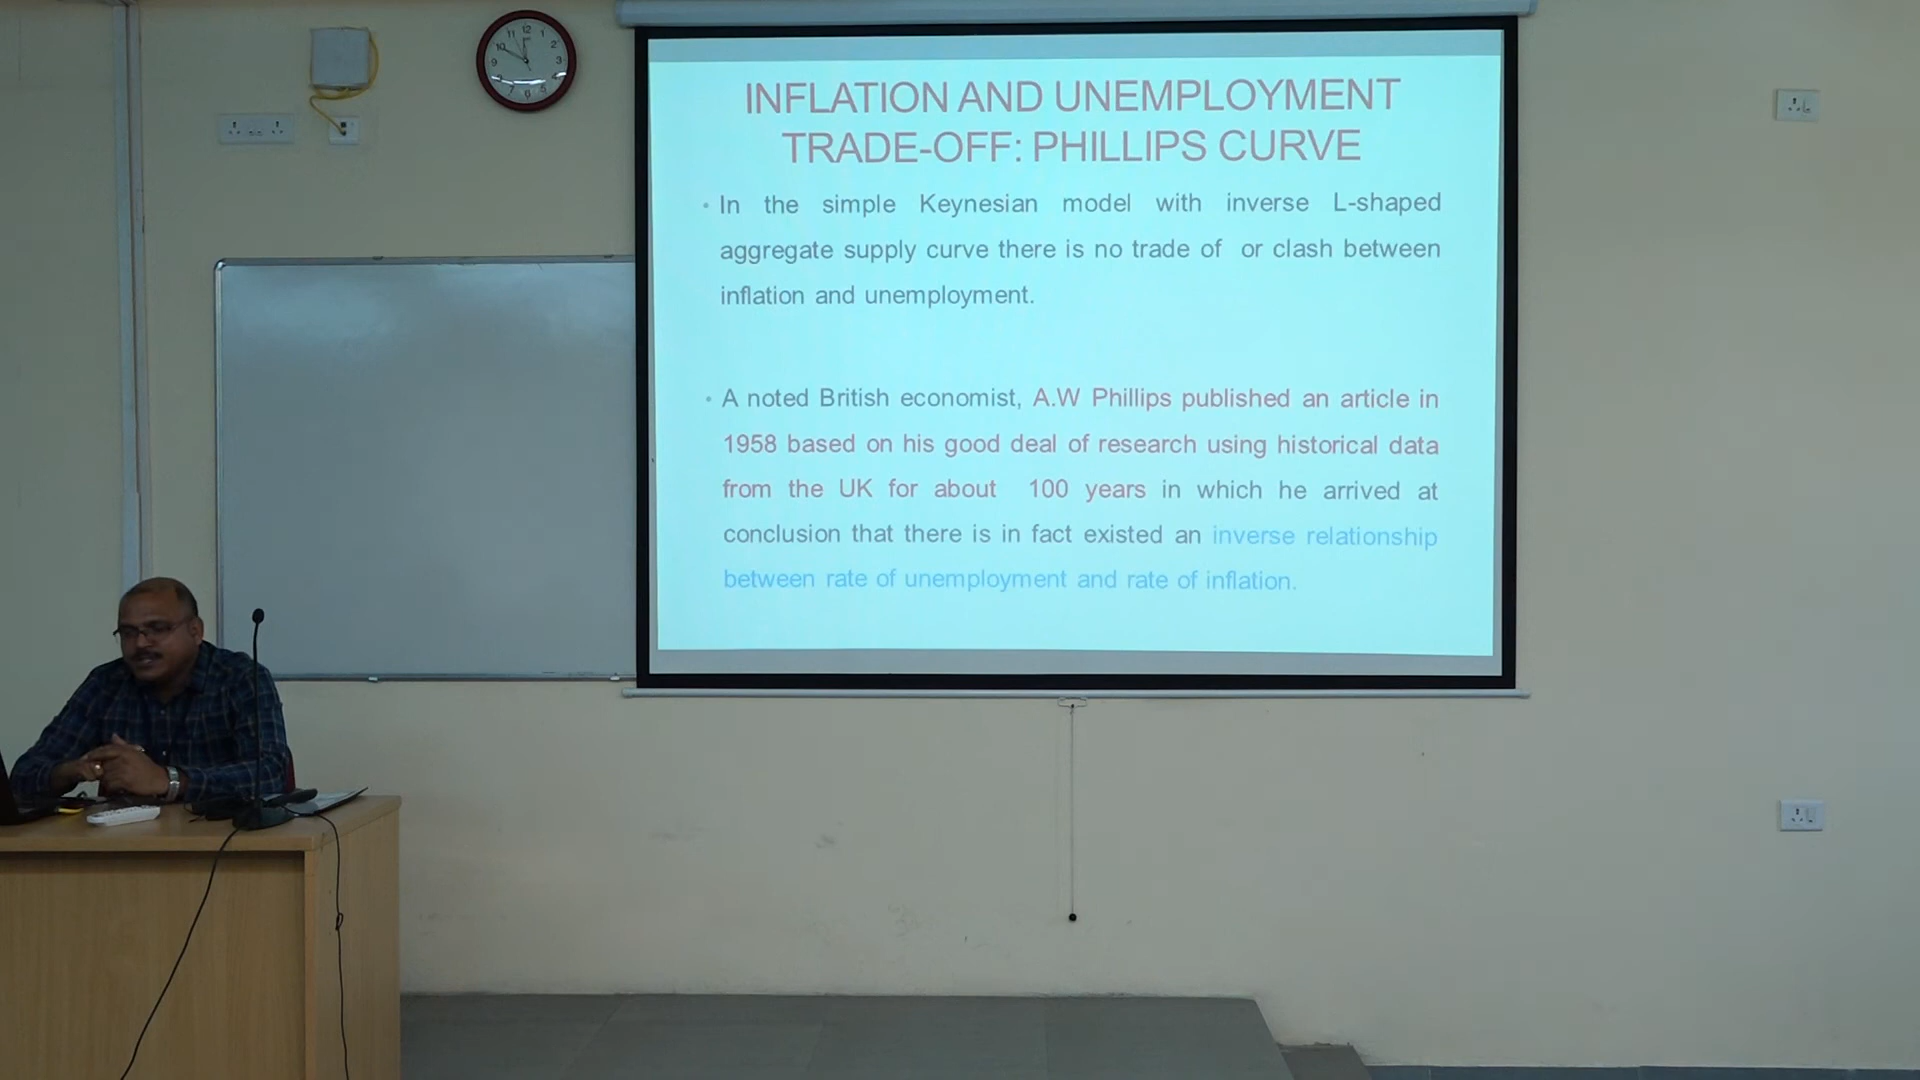 INFLATION AND UNEMPLOYMENT
TRADE-OFF: PHILLIPS CURVE
• In the simple Keynesian model with inverse L-shaped
aggregate supply curve there is no trade of or clash between
inflation and unemployment.
• A noted British economist, A.W Phillips published an article in
1958 based on his good deal of research using historical data
from the UK for about 100 years in which he arrived at
conclusion that there is in fact existed an inverse relationship
between rate of unemployment and rate of inflation.